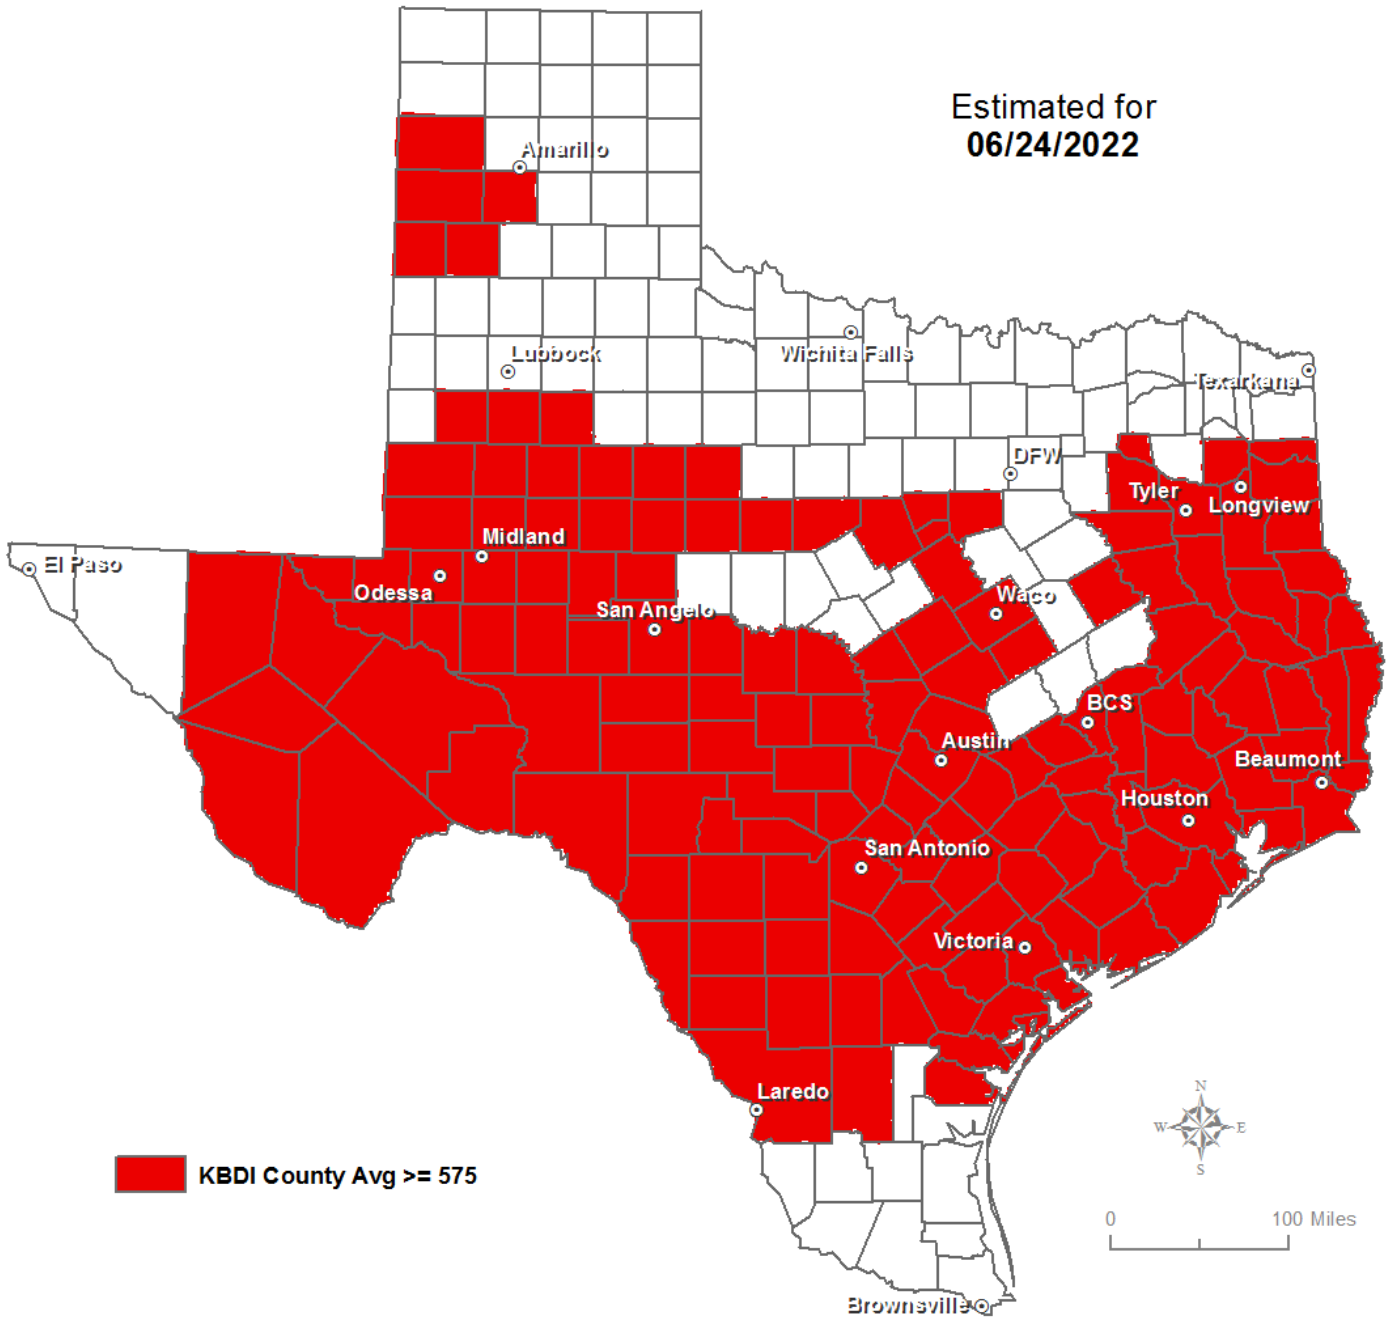 Estimated for
06/24/2022
Amarillo
Lubbock
Wichita Falls
Texarkana
DFW
Tyler
Longview
Midland
El Paso
Odessa
San Angelo
Waco
BCS
Austin
Beaumont
Houston
San Antonio
Victoria
Laredo
N
W E
S
KBDI County Avg >= 575
0 100 Miles
Brownsville